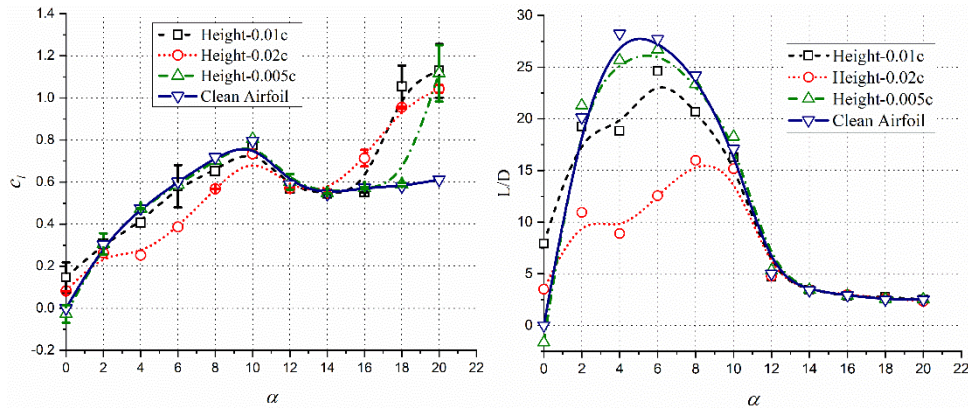 1.4
1.2
1.0
0.8
0.6
0.4
0.2
0.0
-0.2
c_l
Height-0.01c
Height-0.02c
Height-0.005c
Clean Airfoil
0 2 4 6 8 10 12 14 16 18 20 22
α
30
25
20
15
10
5
0
L/D
Height-0.01c
Height-0.02c
Height-0.005c
Clean Airfoil
0 2 4 6 8 10 12 14 16 18 20 22
α